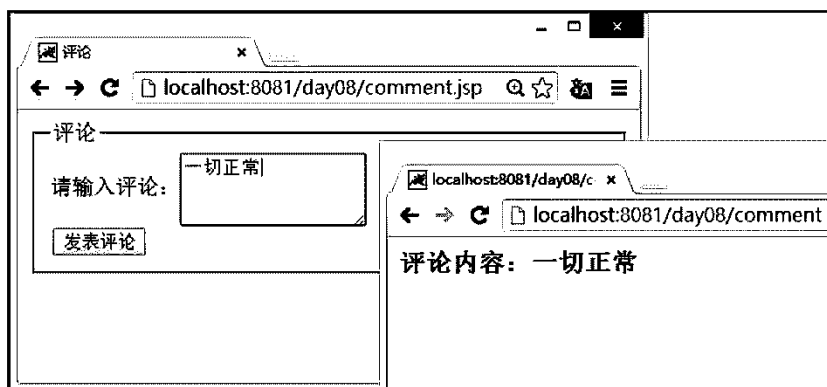 评论
localhost:8081/day08/comment.jsp
评论
请输入评论：
一切正常
发表评论
localhost:8081/day08/c
localhost:8081/day08/comment
评论内容：一切正常